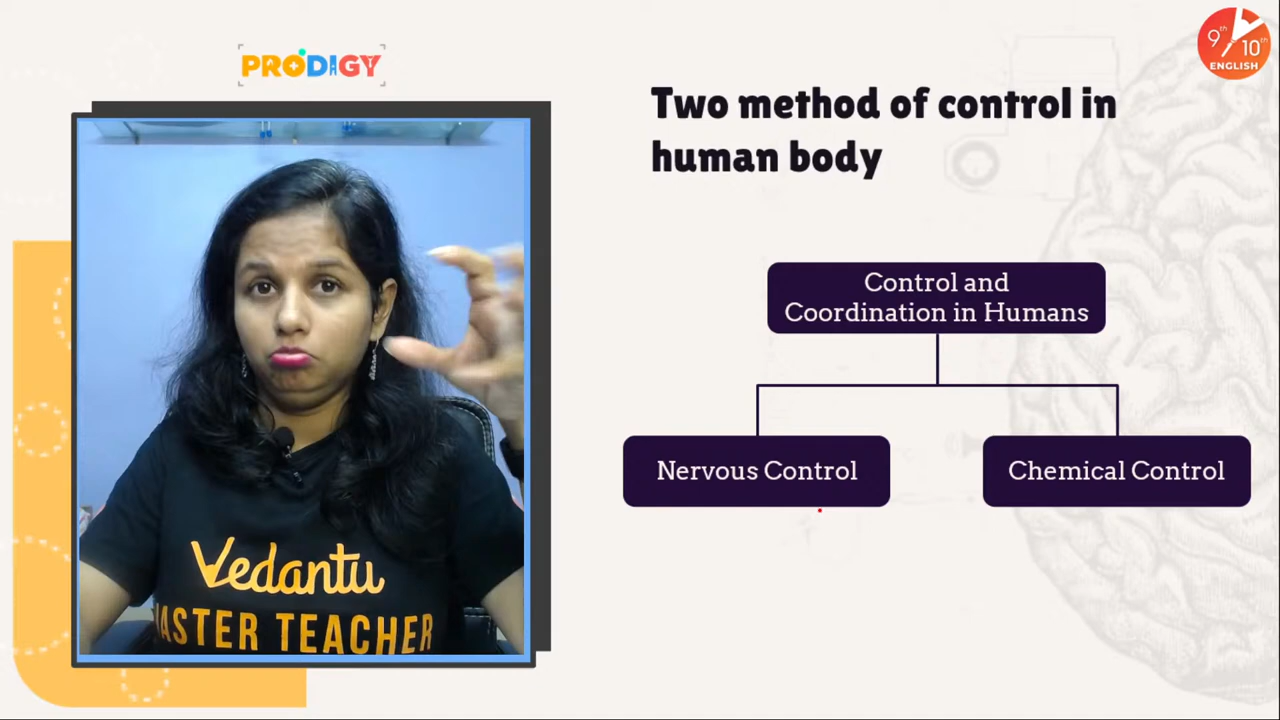 PRODIGY
9th
10th
ENGLISH
Two method of control in
human body
Control and
Coordination in Humans
Nervous Control
Chemical Control
Vedantu
MASTER TEACHER